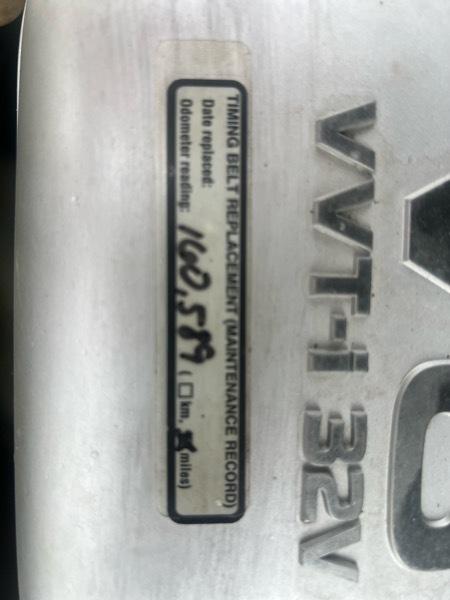 TIMING BELT REPLACEMENT (MAINTENANCE RECORD)
Date replaced:
Odometer reading: 160,589 (☐km, ☒miles)
VVT-i 32V